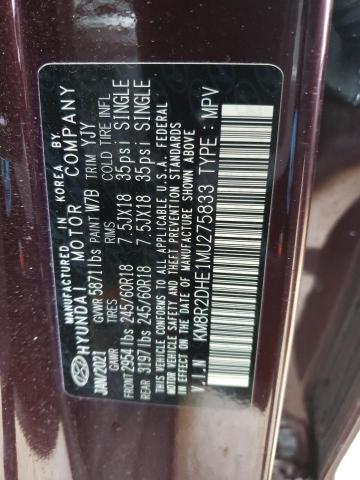 MANUFACTURED IN KOREA BY
HYUNDAI MOTOR COMPANY
JAN/2021 GVWR 5871 lbs PAINT W7B TRIM YJY
GAWR RIMS COLD TIRE INFL
FRONT 2954 lbs 245/60R18 7.5JX18 35psi SINGLE
REAR 3197 lbs 245/60R18 7.5JX18 35psi SINGLE
THIS VEHICLE CONFORMS TO ALL APPLICABLE U.S.A. FEDERAL
MOTOR VEHICLE SAFETY, BUMPER, AND THEFT PREVENTION
STANDARDS IN EFFECT ON THE DATE OF MANUFACTURE SHOWN ABOVE.
V.I.N : KM8R2DHE1MU275833 TYPE : MPV